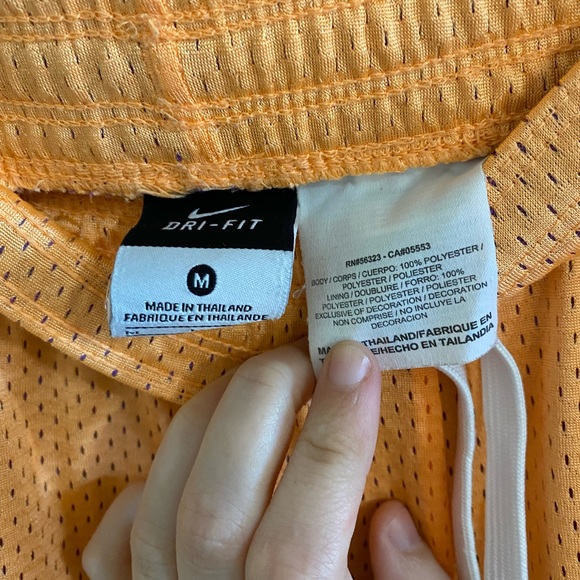 DRI-FIT
M
MADE IN THAILAND
FABRIQUE EN THAILANDE
RN#56323 - CA#05553
BODY / CORPS / CUERPO: 100% POLYESTER /
POLYESTER / POLIESTER
LINING / DOUBLURE / FORRO: 100%
POLYESTER / POLYESTER / POLIESTER
EXCLUSIVE OF DECORATION / DECORATION
NON COMPRISE / NO INCLUYE LA
DECORACION
/FABRIQUE EN
/HECHO EN TAILANDIA